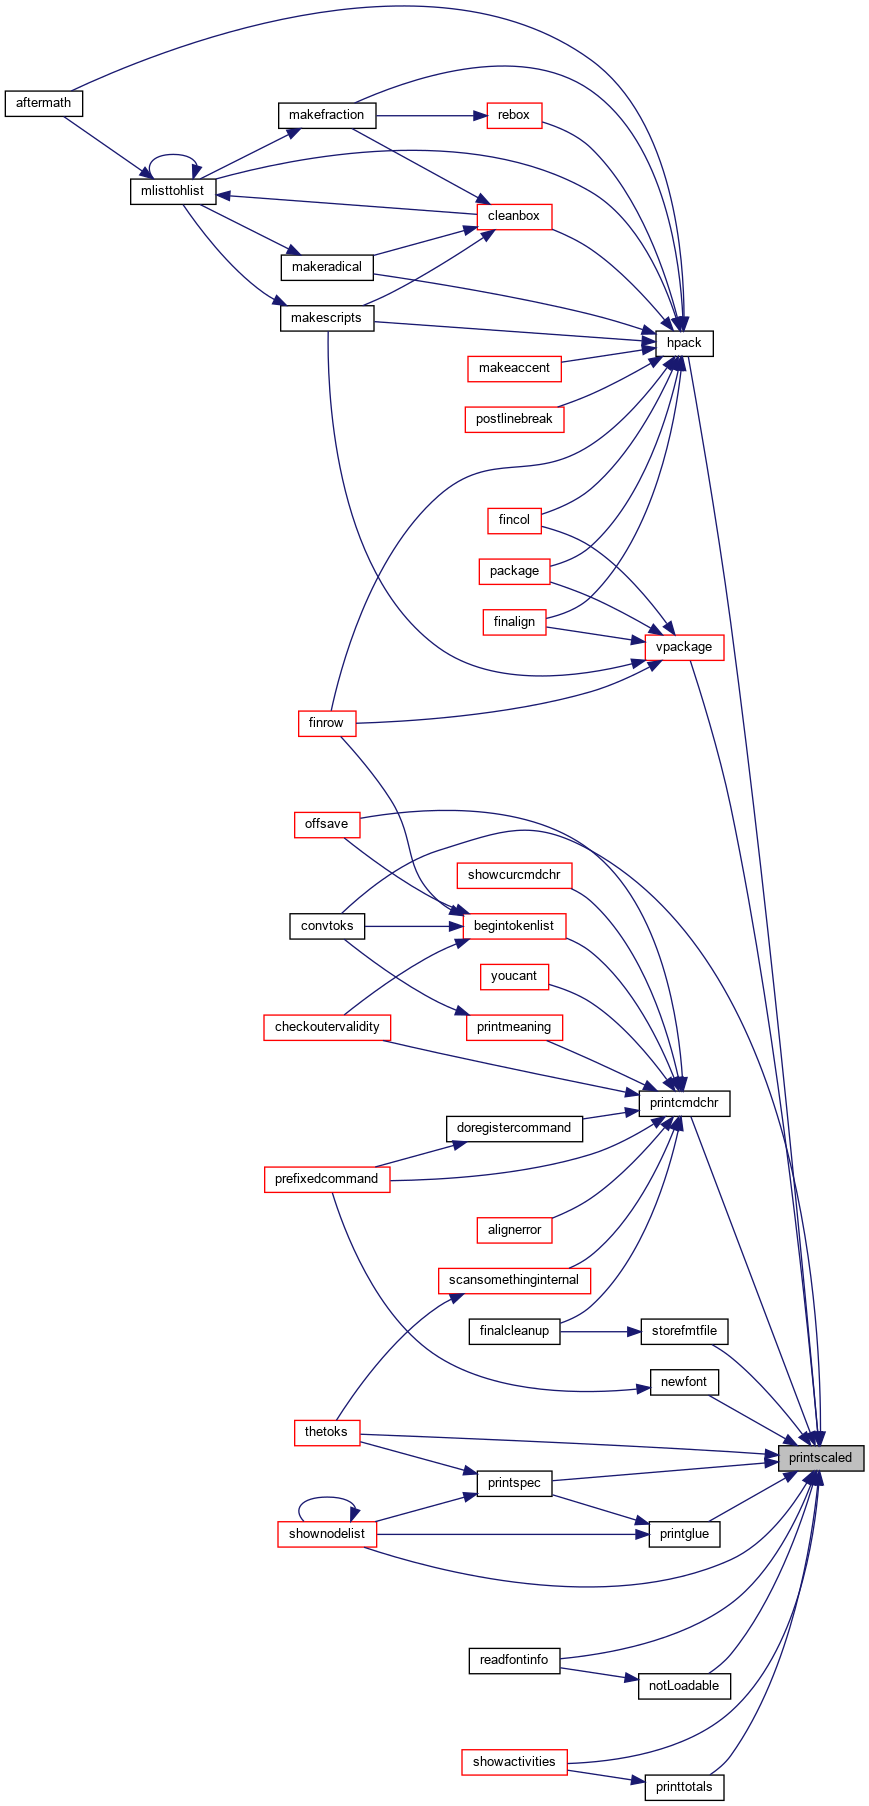 aftermath
makefraction
rebox
mlisttohlist
cleanbox
makeradical
makescripts
hpack
makeaccent
postlinebreak
fincol
package
finalign
vpackage
finrow
offsave
showcurcmdchr
convtoks
begintokenlist
youcant
checkoutervalidity
printmeaning
printcmdchr
doregistercommand
prefixedcommand
alignerror
scansomethinginternal
finalcleanup
storefmtfile
newfont
thetoks
printscaled
printspec
shownodelist
printglue
readfontinfo
notLoadable
showactivities
printtotals